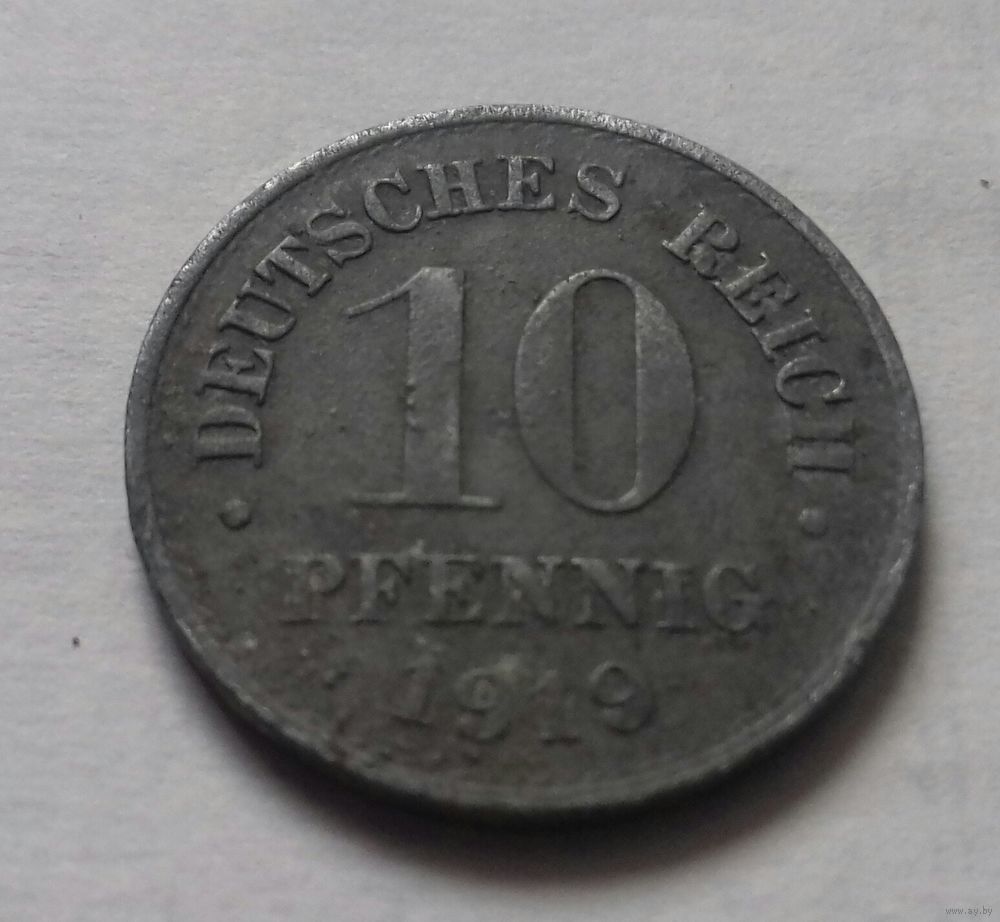 DEUTSCHES REICH
10
PFENNIG
1919
www.ay.by